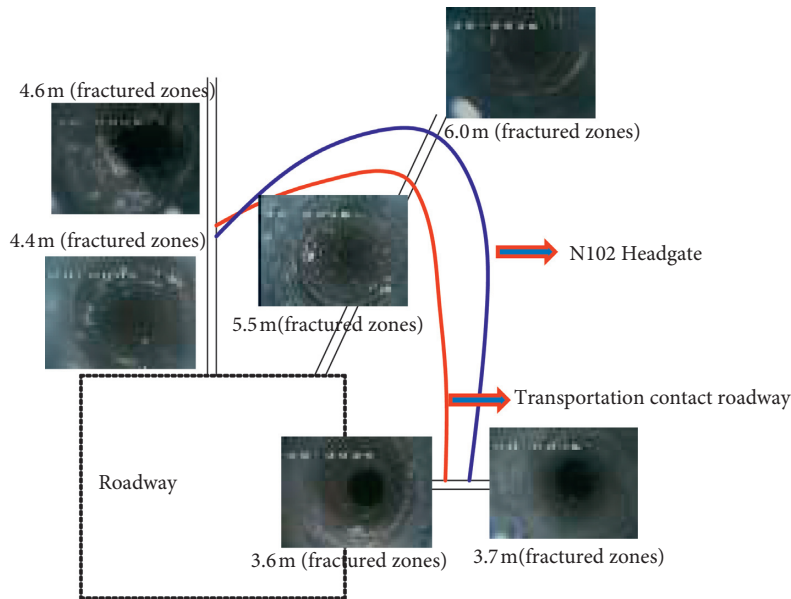 4.6 m (fractured zones)
6.0 m (fractured zones)
4.4 m (fractured zones)
N102 Headgate
5.5 m(fractured zones)
Transportation contact roadway
Roadway
3.6 m (fractured zones)
3.7 m(fractured zones)